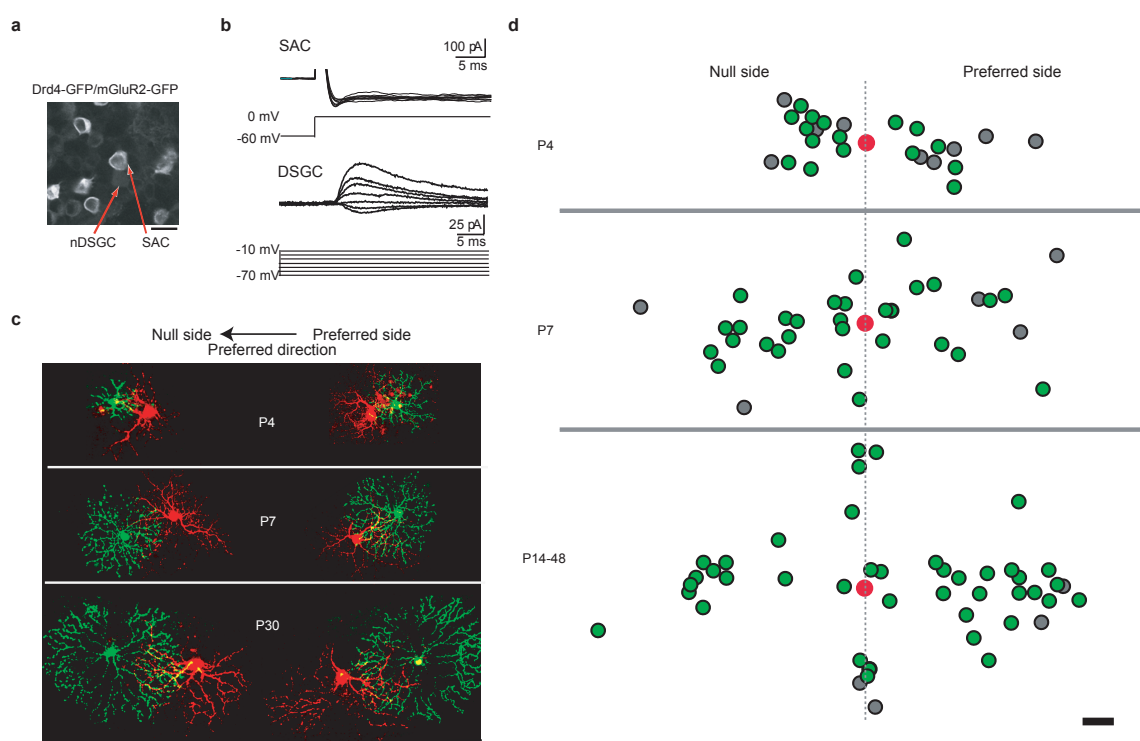 a
Drd4-GFP/mGluR2-GFP
nDSGC SAC
b
SAC
100 pA
5 ms
0 mV
-60 mV
DSGC
25 pA
5 ms
-10 mV
-70 mV
c
Null side Preferred side
Preferred direction
P4
P7
P30
d
Null side Preferred side
P4
P7
P14-48